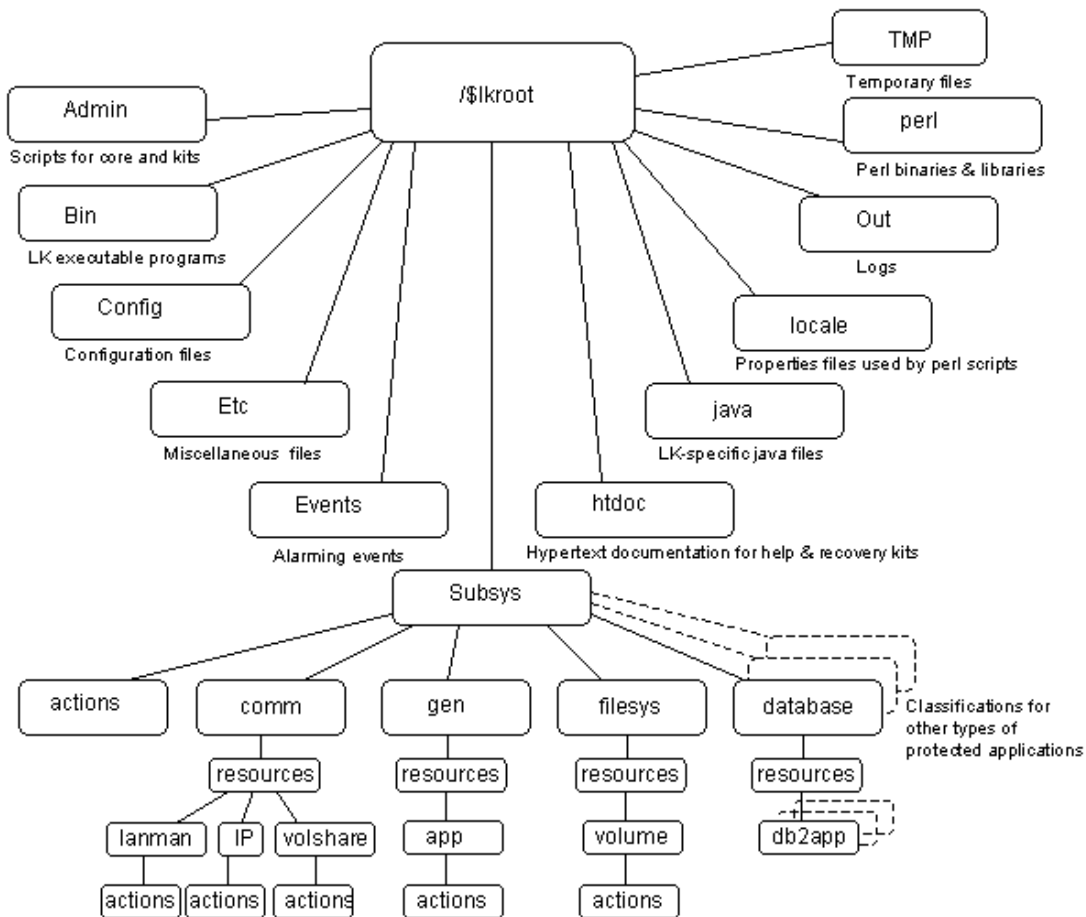 /$lkroot
TMP
Temporary files
Admin
Scripts for core and kits
perl
Perl binaries & libraries
Bin
LK executable programs
Out
Logs
Config
Configuration files
locale
Properties files used by perl scripts
Etc
Miscellaneous files
java
LK-specific java files
Events
Alarming events
htdoc
Hypertext documentation for help & recovery kits
Subsys
actions
comm
gen
filesys
database
Classifications for
other types of
protected applications
resources
resources
resources
resources
lanman
IP
volshare
app
volume
db2app
actions
actions
actions
actions
actions